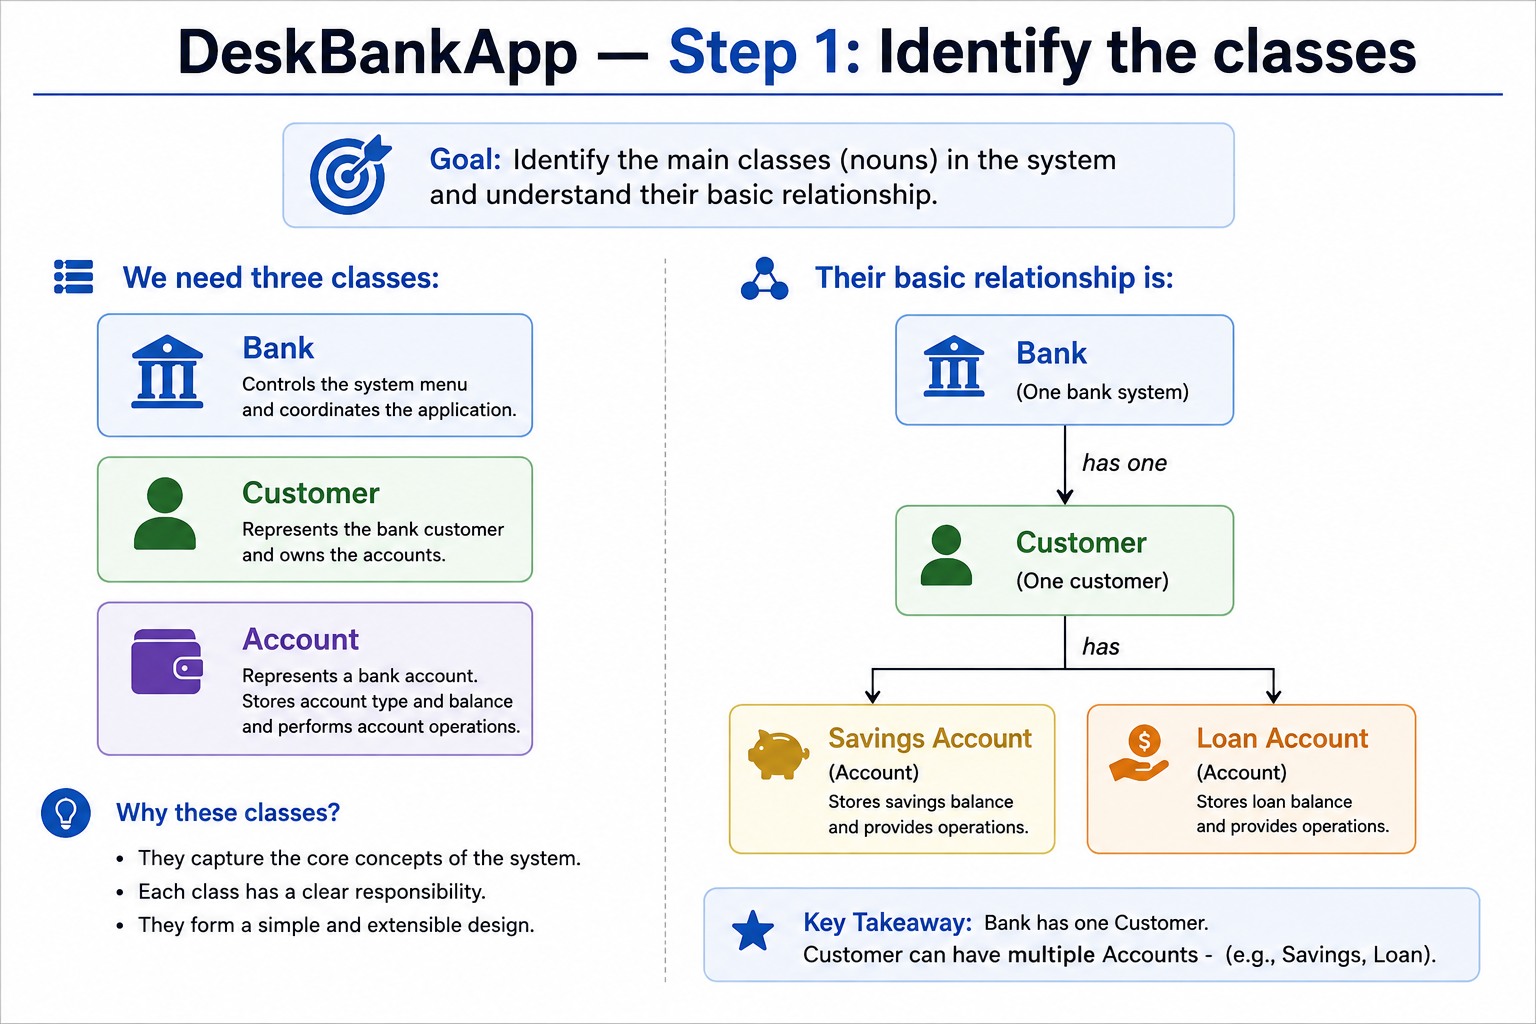 DeskBankApp — Step 1: Identify the classes
Goal: Identify the main classes (nouns) in the system
and understand their basic relationship.
We need three classes:
Bank
Controls the system menu
and coordinates the application.
Customer
Represents the bank customer
and owns the accounts.
Account
Represents a bank account.
Stores account type and balance
and performs account operations.
Why these classes?
• They capture the core concepts of the system.
• Each class has a clear responsibility.
• They form a simple and extensible design.
Their basic relationship is:
Bank
(One bank system)
has one
Customer
(One customer)
has
Savings Account
(Account)
Stores savings balance
and provides operations.
$
Loan Account
(Account)
Stores loan balance
and provides operations.
Key Takeaway: Bank has one Customer.
Customer can have multiple Accounts - (e.g., Savings, Loan).